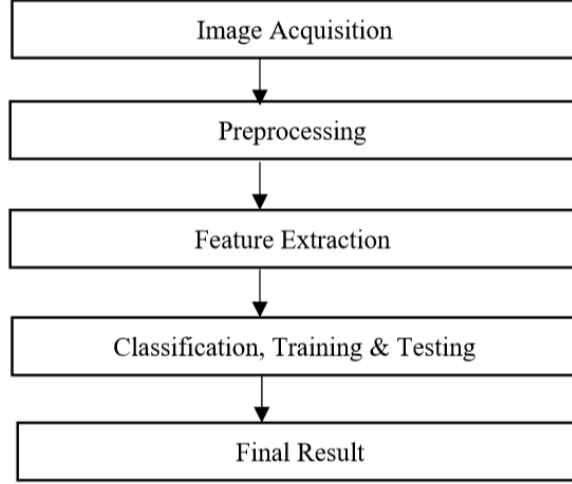 Image Acquisition
Preprocessing
Feature Extraction
Classification, Training & Testing
Final Result